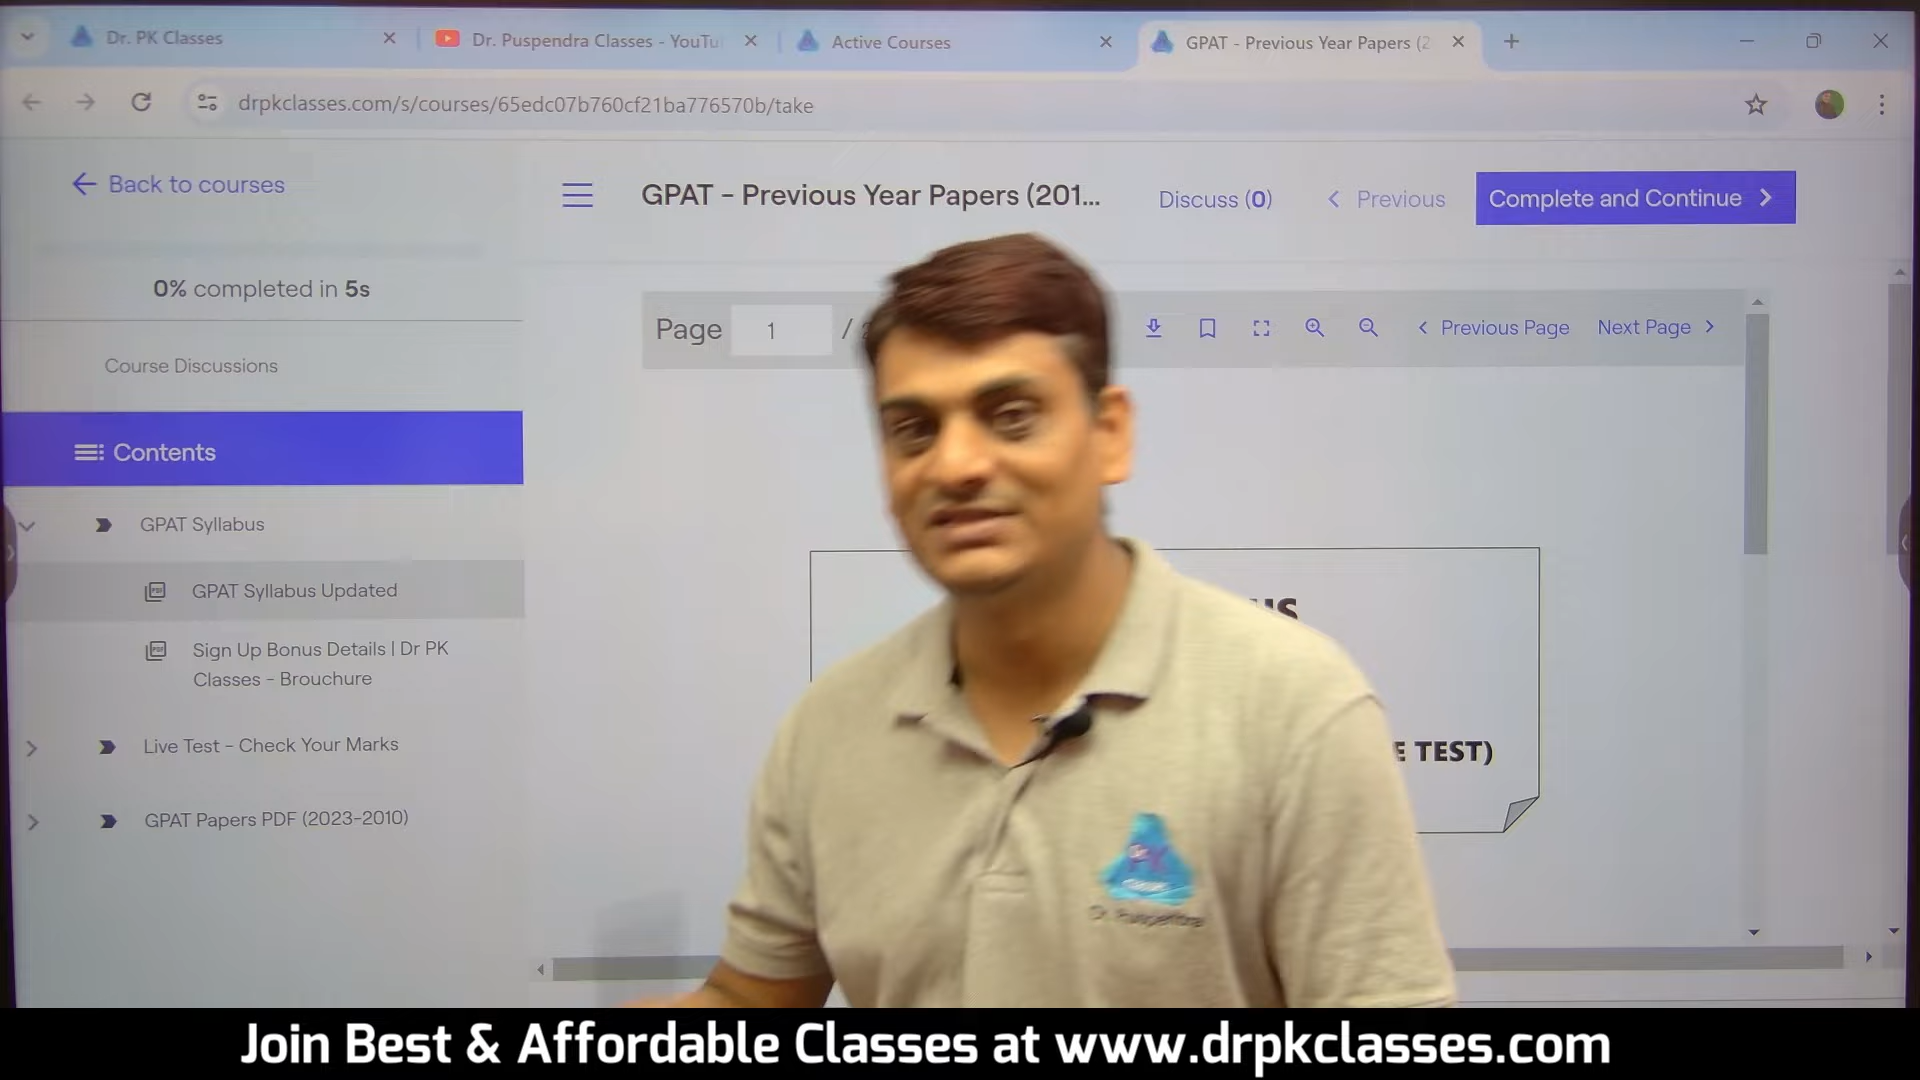 Dr. PK Classes
Dr. Puspendra Classes - YouTu
Active Courses
GPAT - Previous Year Papers (2
drpkclasses.com/s/courses/65edc07b760cf21ba776570b/take
Back to courses
GPAT - Previous Year Papers (201...
Discuss (0)
Previous
Complete and Continue
0% completed in 5s
Page 1 /
Previous Page
Next Page
Course Discussions
Contents
GPAT Syllabus
GPAT Syllabus Updated
Sign Up Bonus Details | Dr PK
Classes - Brouchure
Live Test - Check Your Marks
GPAT Papers PDF (2023-2010)
TEST)
Join Best & Affordable Classes at www.drpkclasses.com